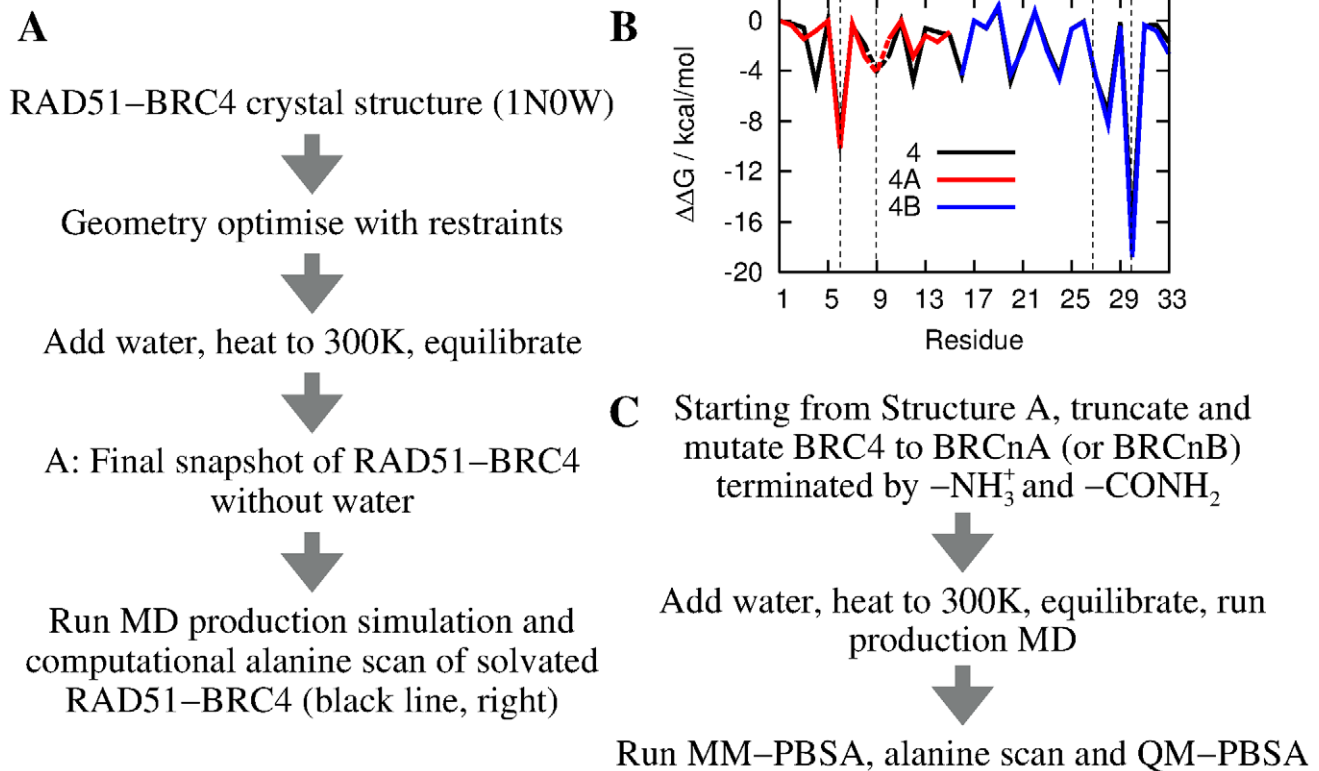 A
RAD51−BRC4 crystal structure (1N0W)
Geometry optimise with restraints
Add water, heat to 300K, equilibrate
A: Final snapshot of RAD51−BRC4
without water
Run MD production simulation and
computational alanine scan of solvated
RAD51−BRC4 (black line, right)
B
ΔΔG / kcal/mol
0
-4
-8
-12
-16
-20
4
4A
4B
1 5 9 13 17 21 25 29 33
Residue
C
Starting from Structure A, truncate and
mutate BRC4 to BRCnA (or BRCnB)
terminated by −NH₃⁺ and −CONH₂
Add water, heat to 300K, equilibrate, run
production MD
Run MM−PBSA, alanine scan and QM−PBSA